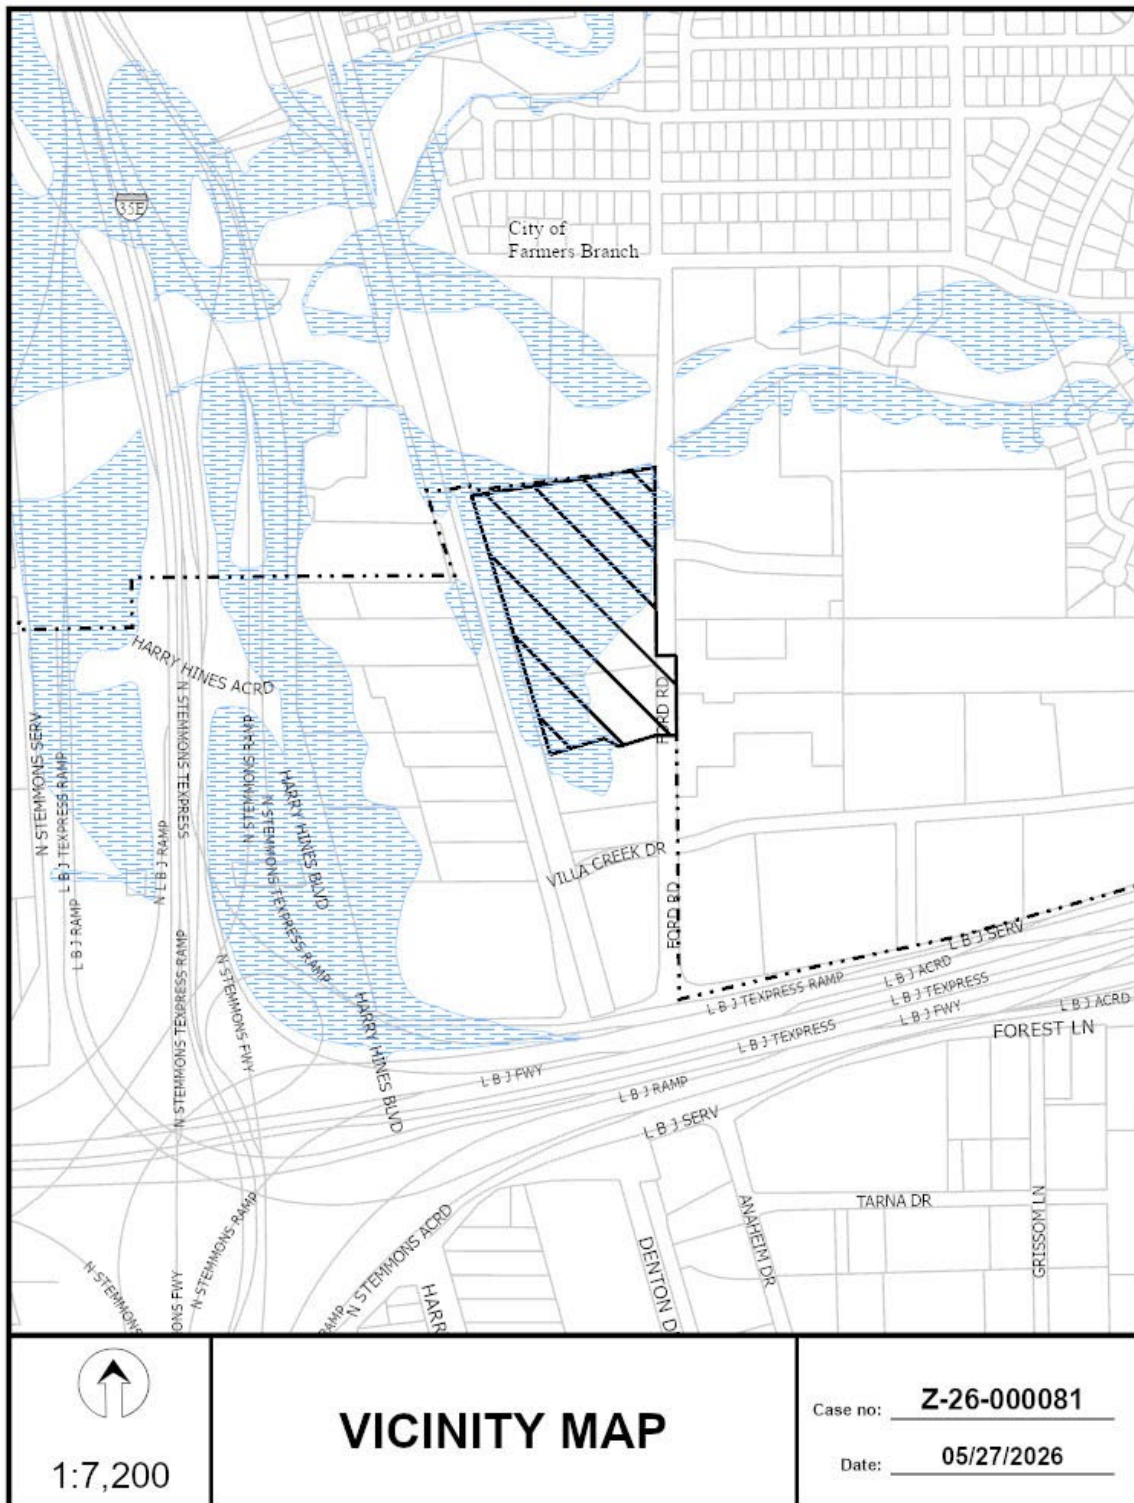 35E
City of
Farmers Branch
HARRY HINES ACRD
N STEMMONS SERV
L B J TEXPRESS RAMP
N STEMMONS TEXPRESS
N STEMMONS RAMP
N STEMMONS TEXPRESS RAMP
HARRY HINES BLVD
FORD RD
N L B J RAMP
L B J RAMP
VILLA CREEK DR
FORD RD
N STEMMONS TEXPRESS RAMP
N STEMMONS FWY
HARRY HINES BLVD
L B J SERV
L B J ACRD
L B J TEXPRESS RAMP
L B J TEXPRESS
L B J FWY
L B J ACRD
FOREST LN
L B J TEXPRESS
L B J FWY
L B J RAMP
L B J SERV
TARNA DR
ANAHEIM DR
GRISSOM LN
N STEMMONS RAMP
N STEMMONS ACRD
DENTON D
N STEMMONS
ONS FWY
RAMP
HARR
1:7,200
VICINITY MAP
Case no: Z-26-000081
Date: 05/27/2026